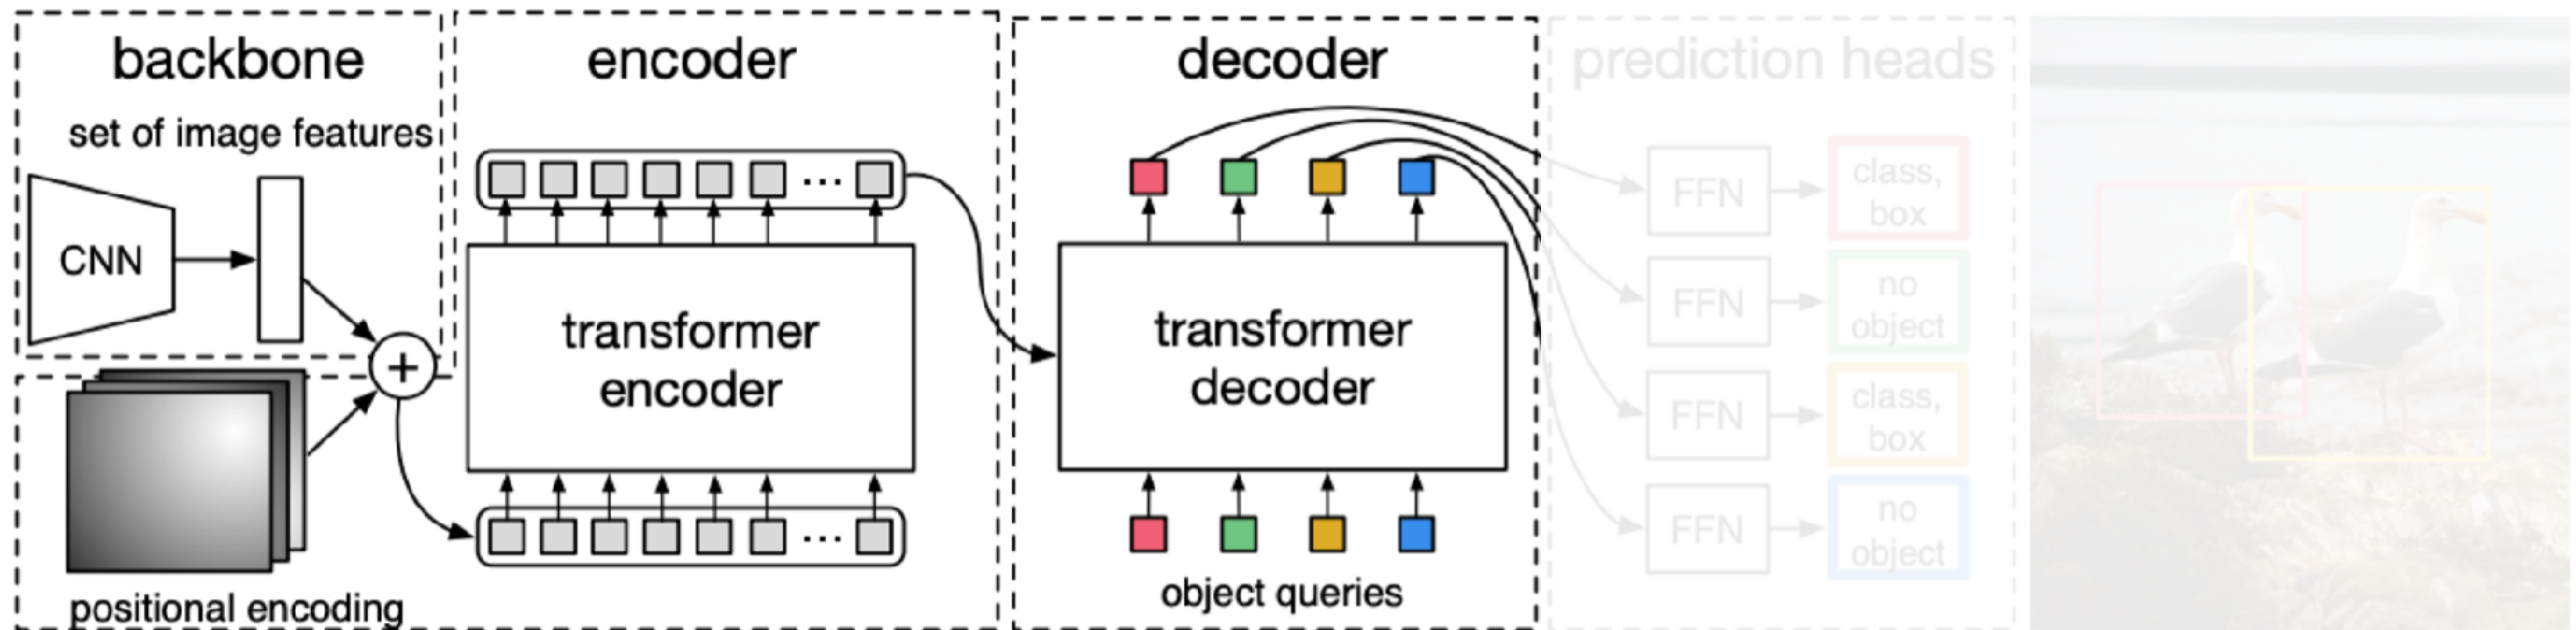 backbone
set of image features
CNN
+
positional encoding
encoder
...
transformer
encoder
...
decoder
transformer
decoder
object queries
prediction heads
FFN
class,
box
FFN
no
object
FFN
class,
box
FFN
no
object